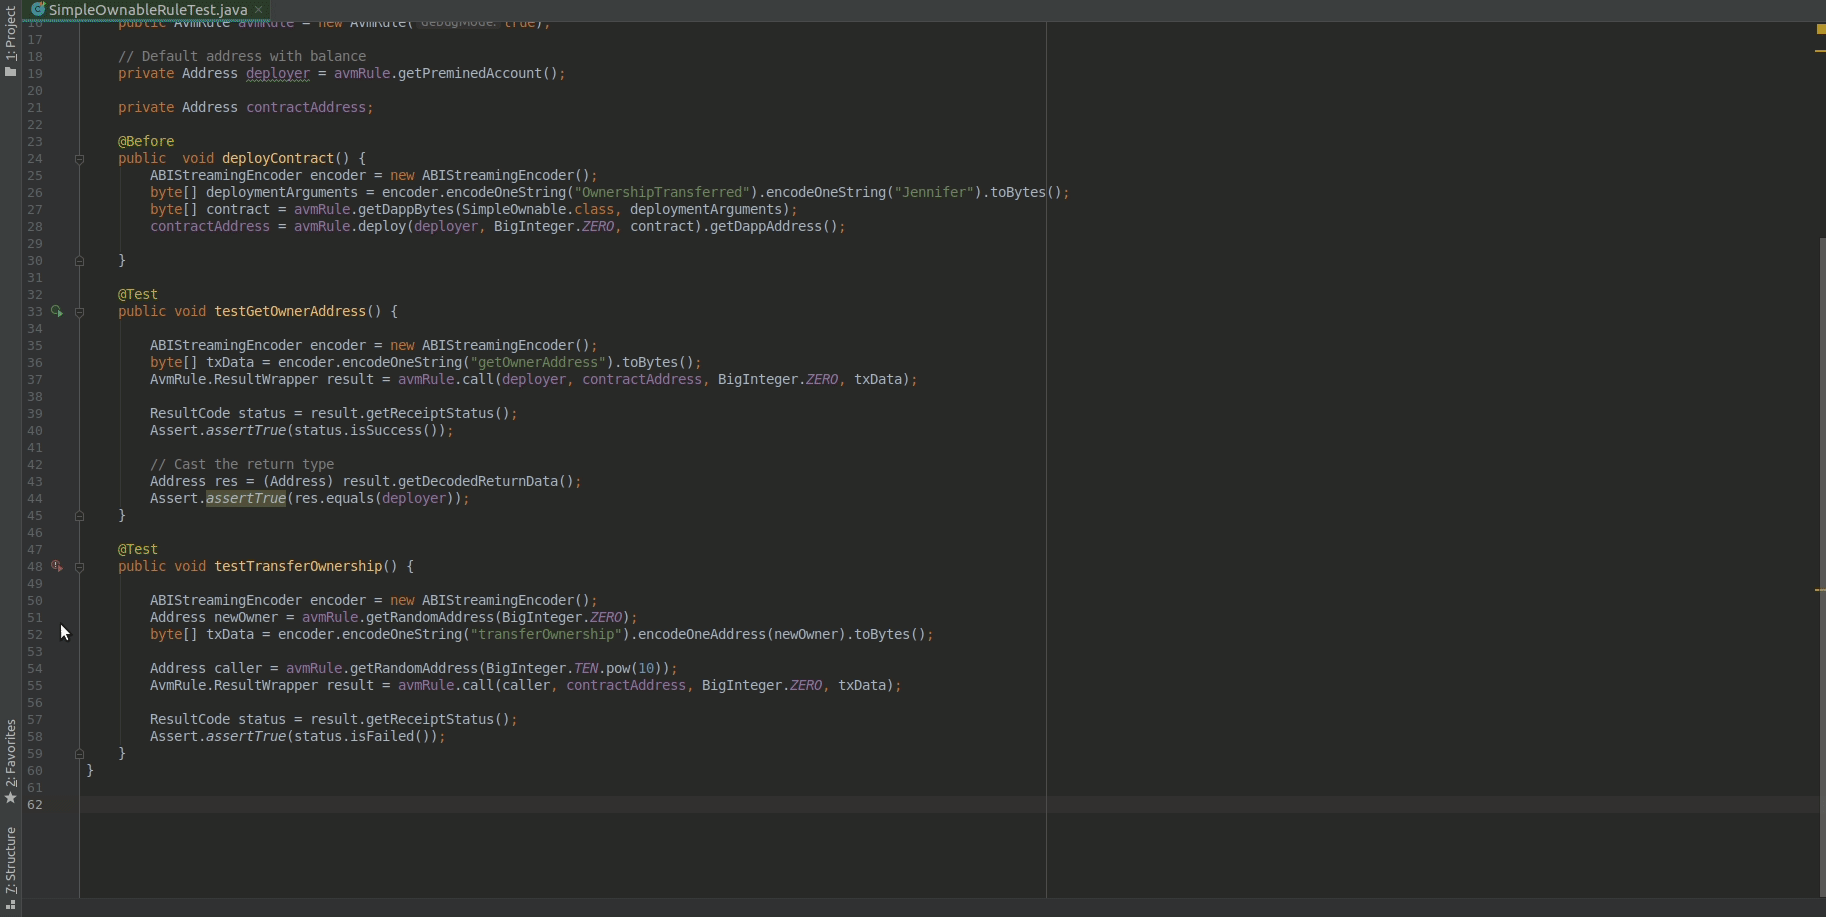 SimpleOwnableRuleTest.java
1: Project
16 public AvmRule avmRule = new AvmRule( debugMode: true);
17
18 // Default address with balance
19 private Address deployer = avmRule.getPreminedAccount();
20
21 private Address contractAddress;
22
23 @Before
24 public  void deployContract() {
25 ABIStreamingEncoder encoder = new ABIStreamingEncoder();
26 byte[] deploymentArguments = encoder.encodeOneString("OwnershipTransferred").encodeOneString("Jennifer").toBytes();
27 byte[] contract = avmRule.getDappBytes(SimpleOwnable.class, deploymentArguments);
28 contractAddress = avmRule.deploy(deployer, BigInteger.ZERO, contract).getDappAddress();
29
30 }
31
32 @Test
33 public void testGetOwnerAddress() {
34
35 ABIStreamingEncoder encoder = new ABIStreamingEncoder();
36 byte[] txData = encoder.encodeOneString("getOwnerAddress").toBytes();
37 AvmRule.ResultWrapper result = avmRule.call(deployer, contractAddress, BigInteger.ZERO, txData);
38
39 ResultCode status = result.getReceiptStatus();
40 Assert.assertTrue(status.isSuccess());
41
42 // Cast the return type
43 Address res = (Address) result.getDecodedReturnData();
44 Assert.assertTrue(res.equals(deployer));
45 }
46
47 @Test
48 public void testTransferOwnership() {
49
50 ABIStreamingEncoder encoder = new ABIStreamingEncoder();
51 Address newOwner = avmRule.getRandomAddress(BigInteger.ZERO);
52 byte[] txData = encoder.encodeOneString("transferOwnership").encodeOneAddress(newOwner).toBytes();
53
54 Address caller = avmRule.getRandomAddress(BigInteger.TEN.pow(10));
55 AvmRule.ResultWrapper result = avmRule.call(caller, contractAddress, BigInteger.ZERO, txData);
56
57 ResultCode status = result.getReceiptStatus();
58 Assert.assertTrue(status.isFailed());
59 }
60 }
61
62
2: Favorites
7: Structure